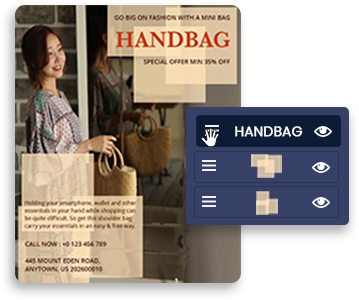 GO BIG ON FASHION WITH A MINI BAG
HANDBAG
SPECIAL OFFER MIN 35% OFF
HANDBAG
Holding your smartphone, wallet and other
essentials in your hand while shopping can
be quite difficult. So get this shoulder bag
carry your essentials in an easy & free way.
CALL NOW : +0 123 456 789
445 MOUNT EDEN ROAD,
ANYTOWN, US 202600010